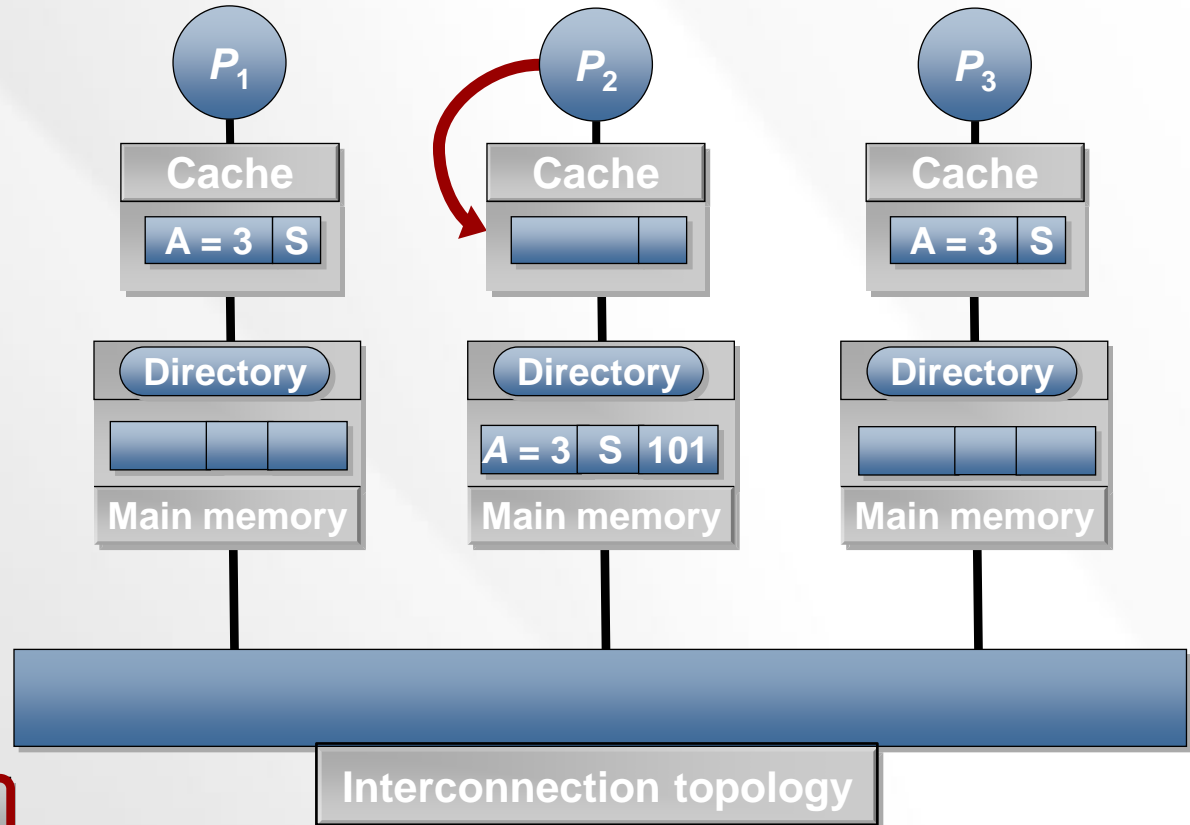 P1 P2 P3
Cache Cache Cache
A = 3 S A = 3 S
Directory Directory Directory
A = 3 S 101
Main memory Main memory Main memory
Interconnection topology